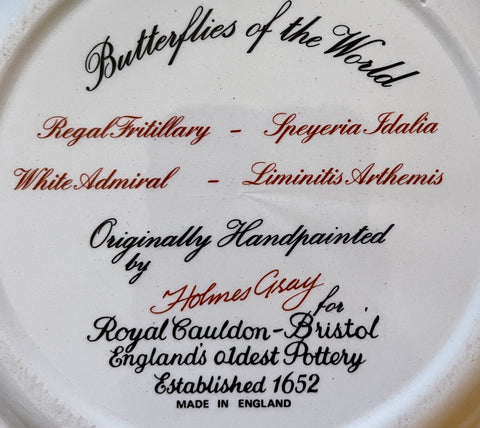 Butterflies of the World
Regal Fritillary - Speyeria Idalia
White Admiral - Liminitis Arthemis
Originally Handpainted
by
Holmes Gray
for
Royal Cauldon-Bristol
England's oldest Pottery
Established 1652
MADE IN ENGLAND